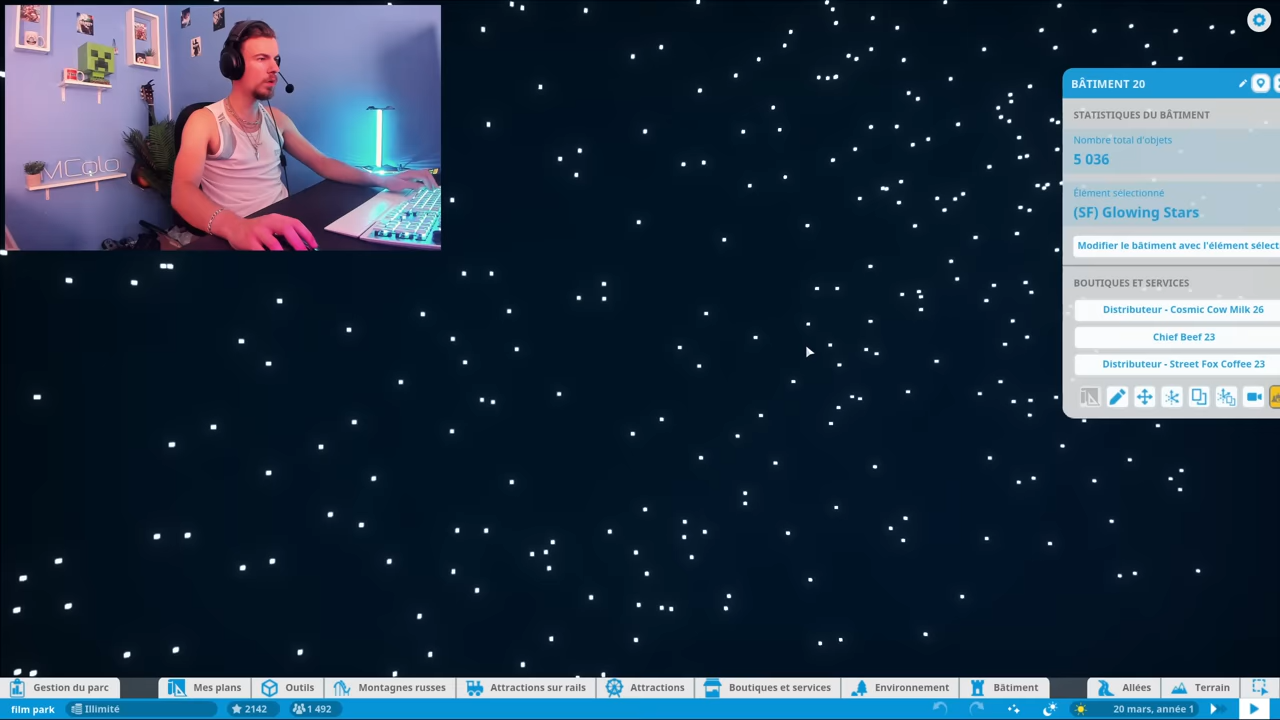 MColo
BÂTIMENT 20
STATISTIQUES DU BÂTIMENT
Nombre total d'objets
5 036
Élément sélectionné
(SF) Glowing Stars
Modifier le bâtiment avec l'élément sélect
BOUTIQUES ET SERVICES
Distributeur - Cosmic Cow Milk 26
Chief Beef 23
Distributeur - Street Fox Coffee 23
Gestion du parc
Mes plans
Outils
Montagnes russes
Attractions sur rails
Attractions
Boutiques et services
Environnement
Bâtiment
Allées
Terrain
film park
Illimité
2142
1 492
20 mars, année 1